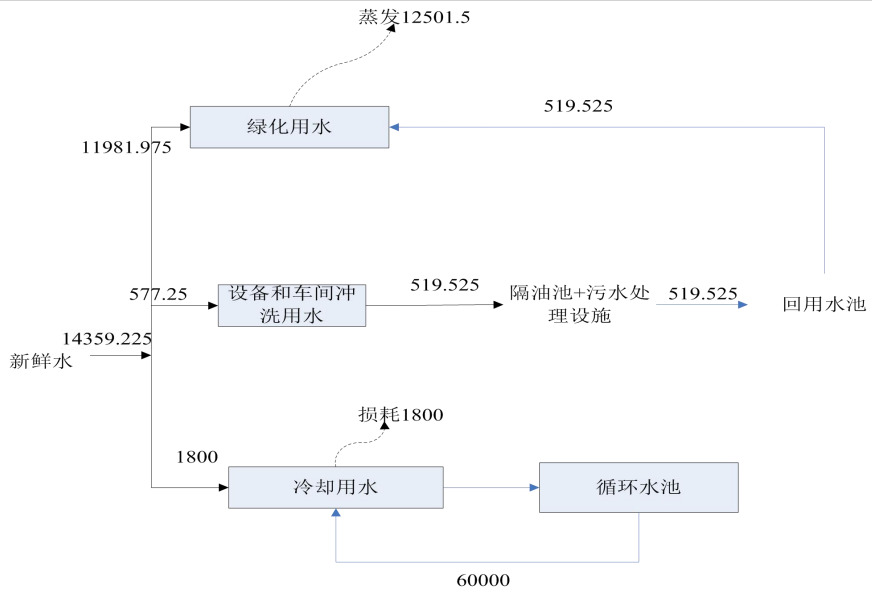 蒸发12501.5
519.525
绿化用水
11981.975
577.25
设备和车间冲
洗用水
519.525
隔油池+污水处
理设施
519.525
回用水池
14359.225
新鲜水
损耗1800
1800
冷却用水
循环水池
60000